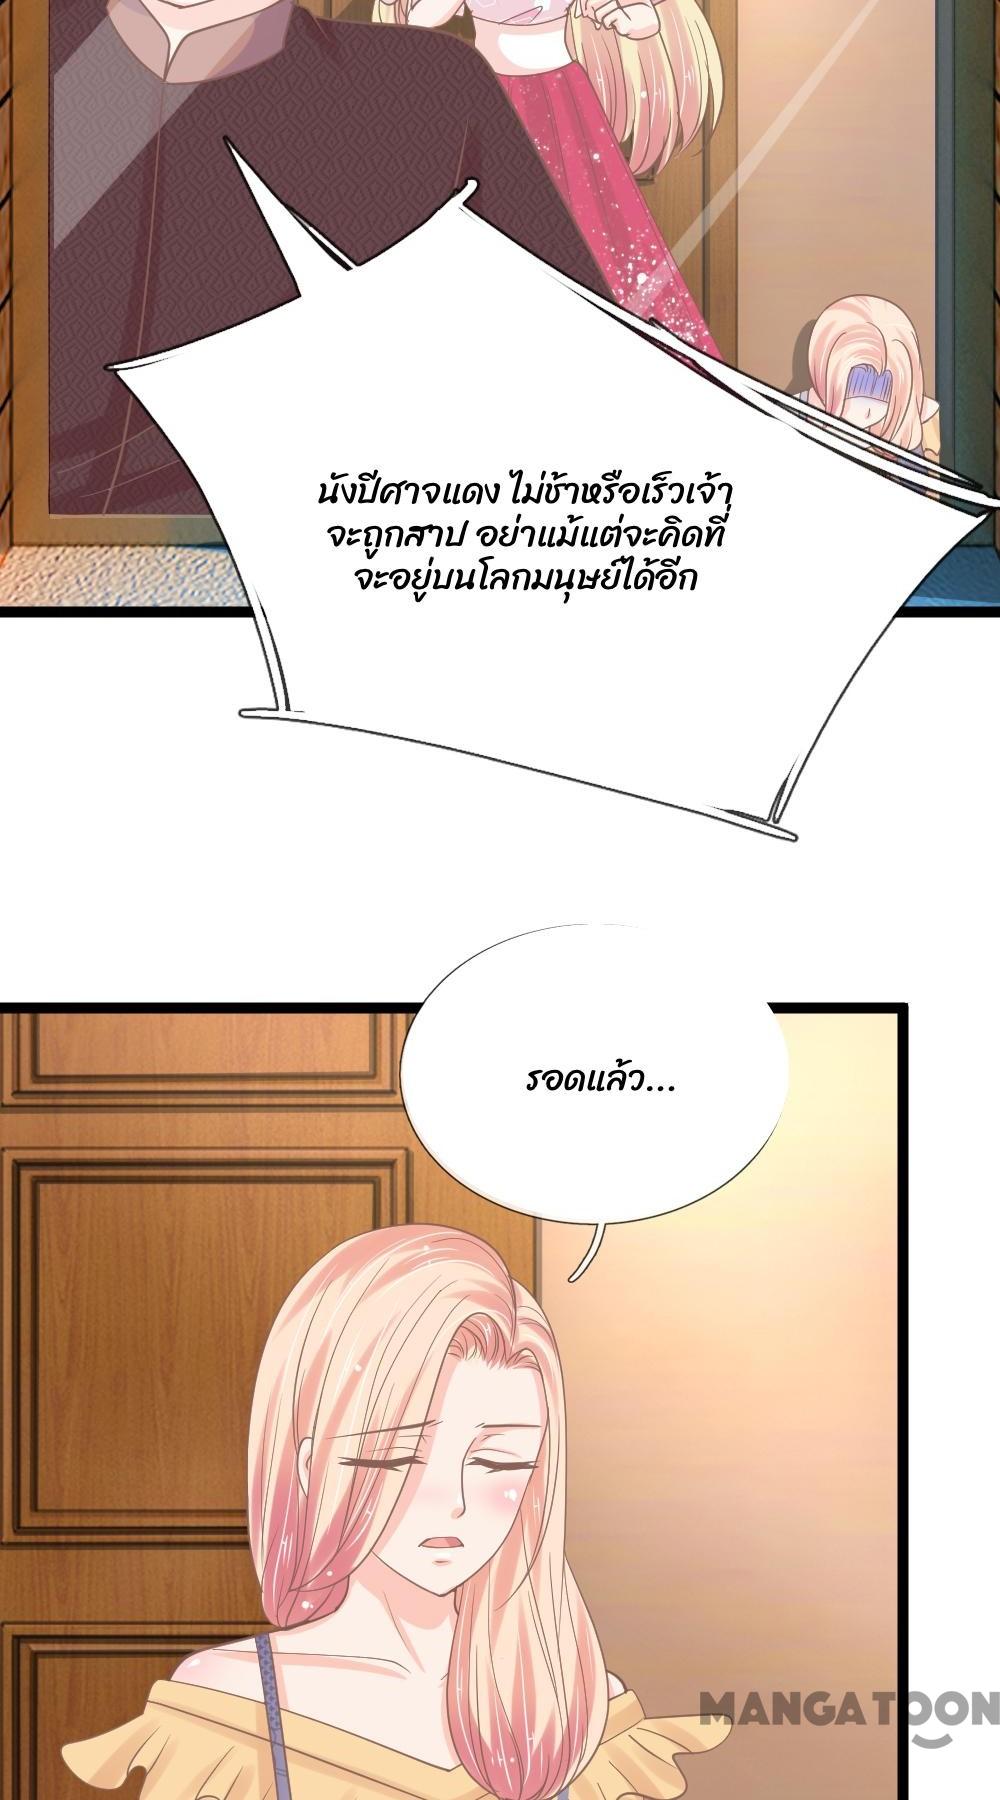 นังปีศาจแดง ไม่ช้าหรือเร็วเจ้า
จะถูกสาป อย่าแม้แต่จะคิดที่
จะอยู่บนโลกมนุษย์ได้อีก
รอดแล้ว...
MANGATOON